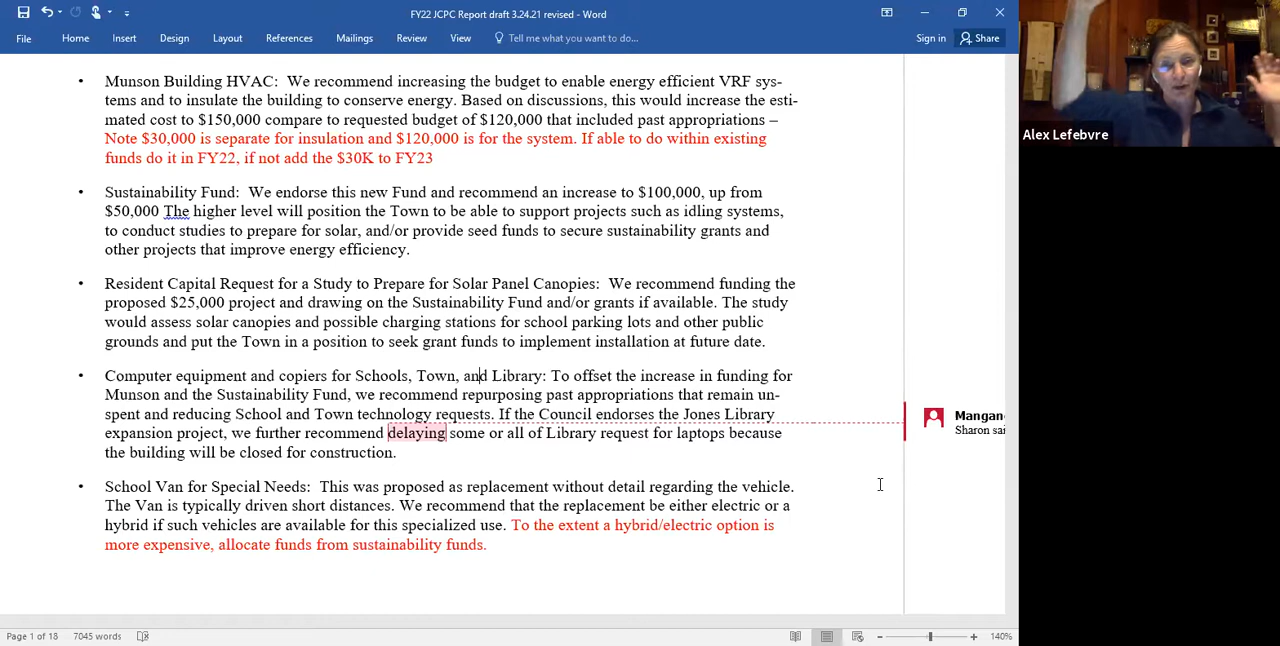 FY22 JCPC Report draft 3.24.21 revised - Word
File Home Insert Design Layout References Mailings Review View Tell me what you want to do... Sign in Share
• Munson Building HVAC: We recommend increasing the budget to enable energy efficient VRF sys-
tems and to insulate the building to conserve energy. Based on discussions, this would increase the esti-
mated cost to $150,000 compare to requested budget of $120,000 that included past appropriations –
Note $30,000 is separate for insulation and $120,000 is for the system. If able to do within existing
funds do it in FY22, if not add the $30K to FY23
• Sustainability Fund: We endorse this new Fund and recommend an increase to $100,000, up from
$50,000 The higher level will position the Town to be able to support projects such as idling systems,
to conduct studies to prepare for solar, and/or provide seed funds to secure sustainability grants and
other projects that improve energy efficiency.
• Resident Capital Request for a Study to Prepare for Solar Panel Canopies: We recommend funding the
proposed $25,000 project and drawing on the Sustainability Fund and/or grants if available. The study
would assess solar canopies and possible charging stations for school parking lots and other public
grounds and put the Town in a position to seek grant funds to implement installation at future date.
• Computer equipment and copiers for Schools, Town, and Library: To offset the increase in funding for
Munson and the Sustainability Fund, we recommend repurposing past appropriations that remain un-
spent and reducing School and Town technology requests. If the Council endorses the Jones Library
expansion project, we further recommend delaying some or all of Library request for laptops because
the building will be closed for construction.
• School Van for Special Needs: This was proposed as replacement without detail regarding the vehicle.
The Van is typically driven short distances. We recommend that the replacement be either electric or a
hybrid if such vehicles are available for this specialized use. To the extent a hybrid/electric option is
more expensive, allocate funds from sustainability funds.
Mangan
Sharon sai
Page 1 of 18 7045 words 140%
Alex Lefebvre